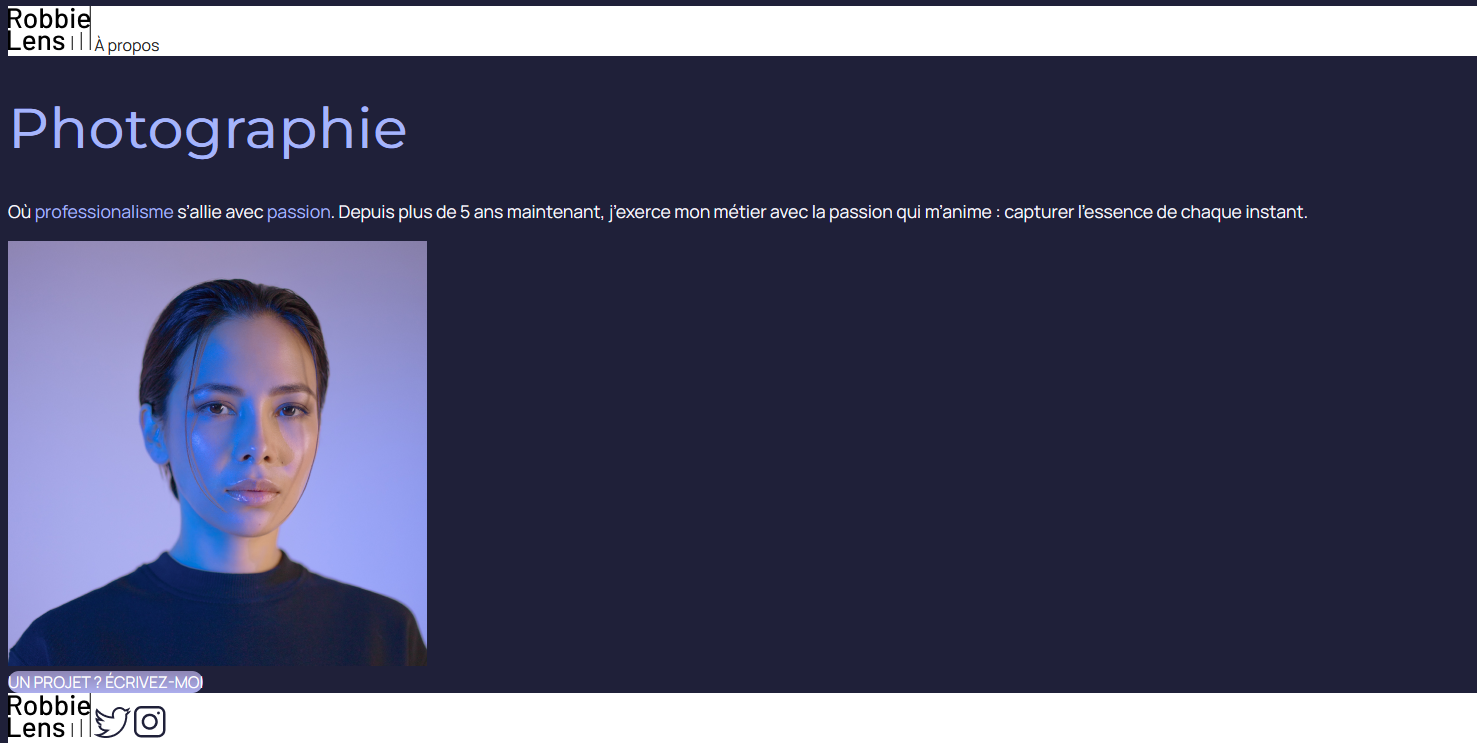 Robbie
Lens
À propos
Photographie
Où professionalisme s’allie avec passion. Depuis plus de 5 ans maintenant, j’exerce mon métier avec la passion qui m’anime : capturer l’essence de chaque instant.
UN PROJET ? ÉCRIVEZ-MOI
Robbie
Lens